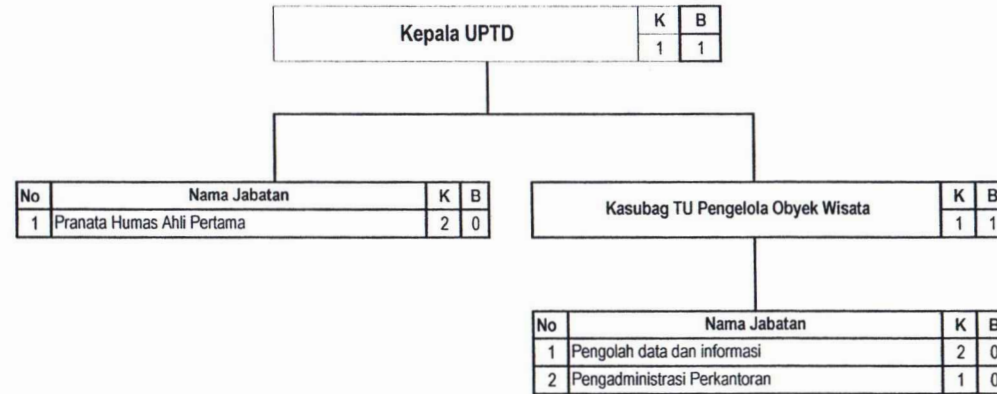 Kepala UPTD K B
1 1
No Nama Jabatan K B
1 Pranata Humas Ahli Pertama 2 0
Kasubag TU Pengelola Obyek Wisata K B
1 1
No Nama Jabatan K B
1 Pengolah data dan informasi 2 0
2 Pengadministrasi Perkantoran 1 0